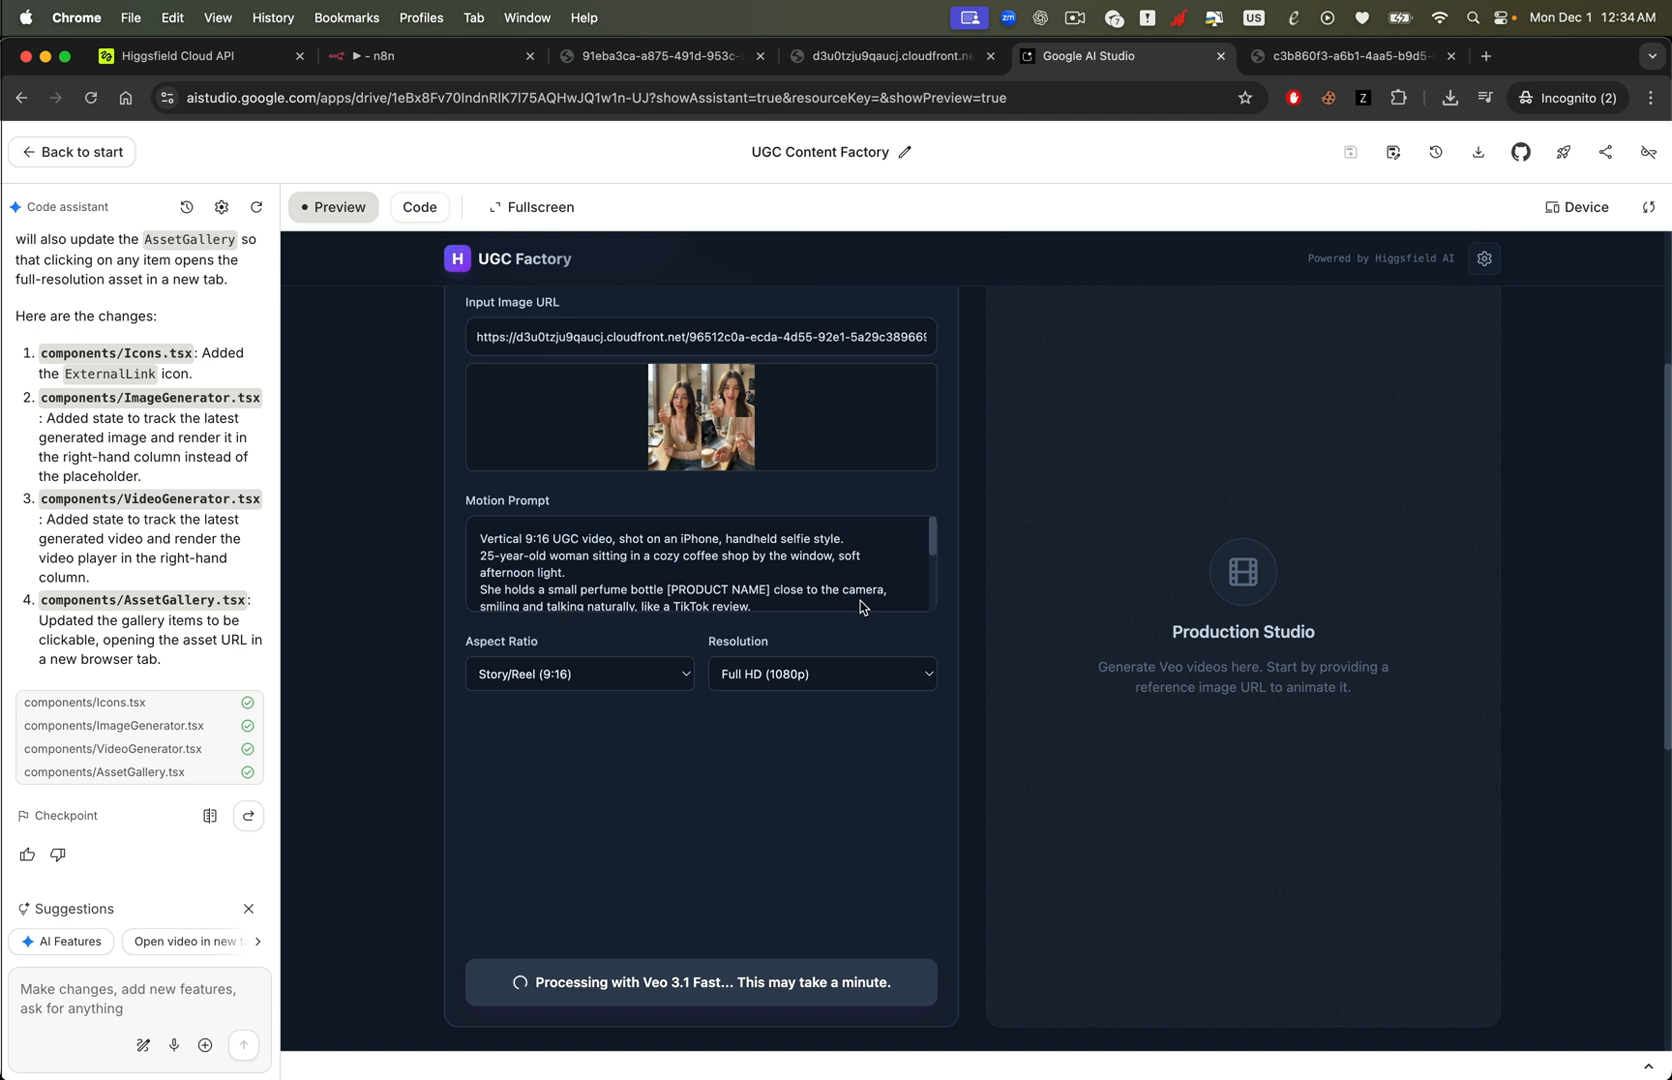 Chrome File Edit View History Bookmarks Profiles Tab Window Help
zm 7 US Mon Dec 1 12:34 AM
Higgsfield Cloud API
- n8n
91eba3ca-a875-491d-953c-
d3u0tzju9qaucj.cloudfront.ne
Google AI Studio
c3b860f3-a6b1-4aa5-b9d5-
aistudio.google.com/apps/drive/1eBx8Fv70IndnRlK7l75AQHwJQ1w1n-UJ?showAssistant=true&resourceKey=&showPreview=true
Z
Incognito (2)
Back to start
UGC Content Factory
Code assistant
Preview
Code
Fullscreen
Device
will also update the AssetGallery so
that clicking on any item opens the
full-resolution asset in a new tab.
Here are the changes:
1. components/Icons.tsx: Added
the ExternalLink icon.
2. components/ImageGenerator.tsx
: Added state to track the latest
generated image and render it in
the right-hand column instead of
the placeholder.
3. components/VideoGenerator.tsx
: Added state to track the latest
generated video and render the
video player in the right-hand
column.
4. components/AssetGallery.tsx:
Updated the gallery items to be
clickable, opening the asset URL in
a new browser tab.
components/Icons.tsx
components/ImageGenerator.tsx
components/VideoGenerator.tsx
components/AssetGallery.tsx
Checkpoint
Suggestions
AI Features
Open video in new ta
Make changes, add new features,
ask for anything
H UGC Factory
Powered by Higgsfield AI
Input Image URL
https://d3u0tzju9qaucj.cloudfront.net/96512c0a-ecda-4d55-92e1-5a29c389669
Motion Prompt
Vertical 9:16 UGC video, shot on an iPhone, handheld selfie style.
25-year-old woman sitting in a cozy coffee shop by the window, soft
afternoon light.
She holds a small perfume bottle [PRODUCT NAME] close to the camera,
smiling and talking naturally, like a TikTok review.
Aspect Ratio
Resolution
Story/Reel (9:16)
Full HD (1080p)
Processing with Veo 3.1 Fast... This may take a minute.
Production Studio
Generate Veo videos here. Start by providing a
reference image URL to animate it.